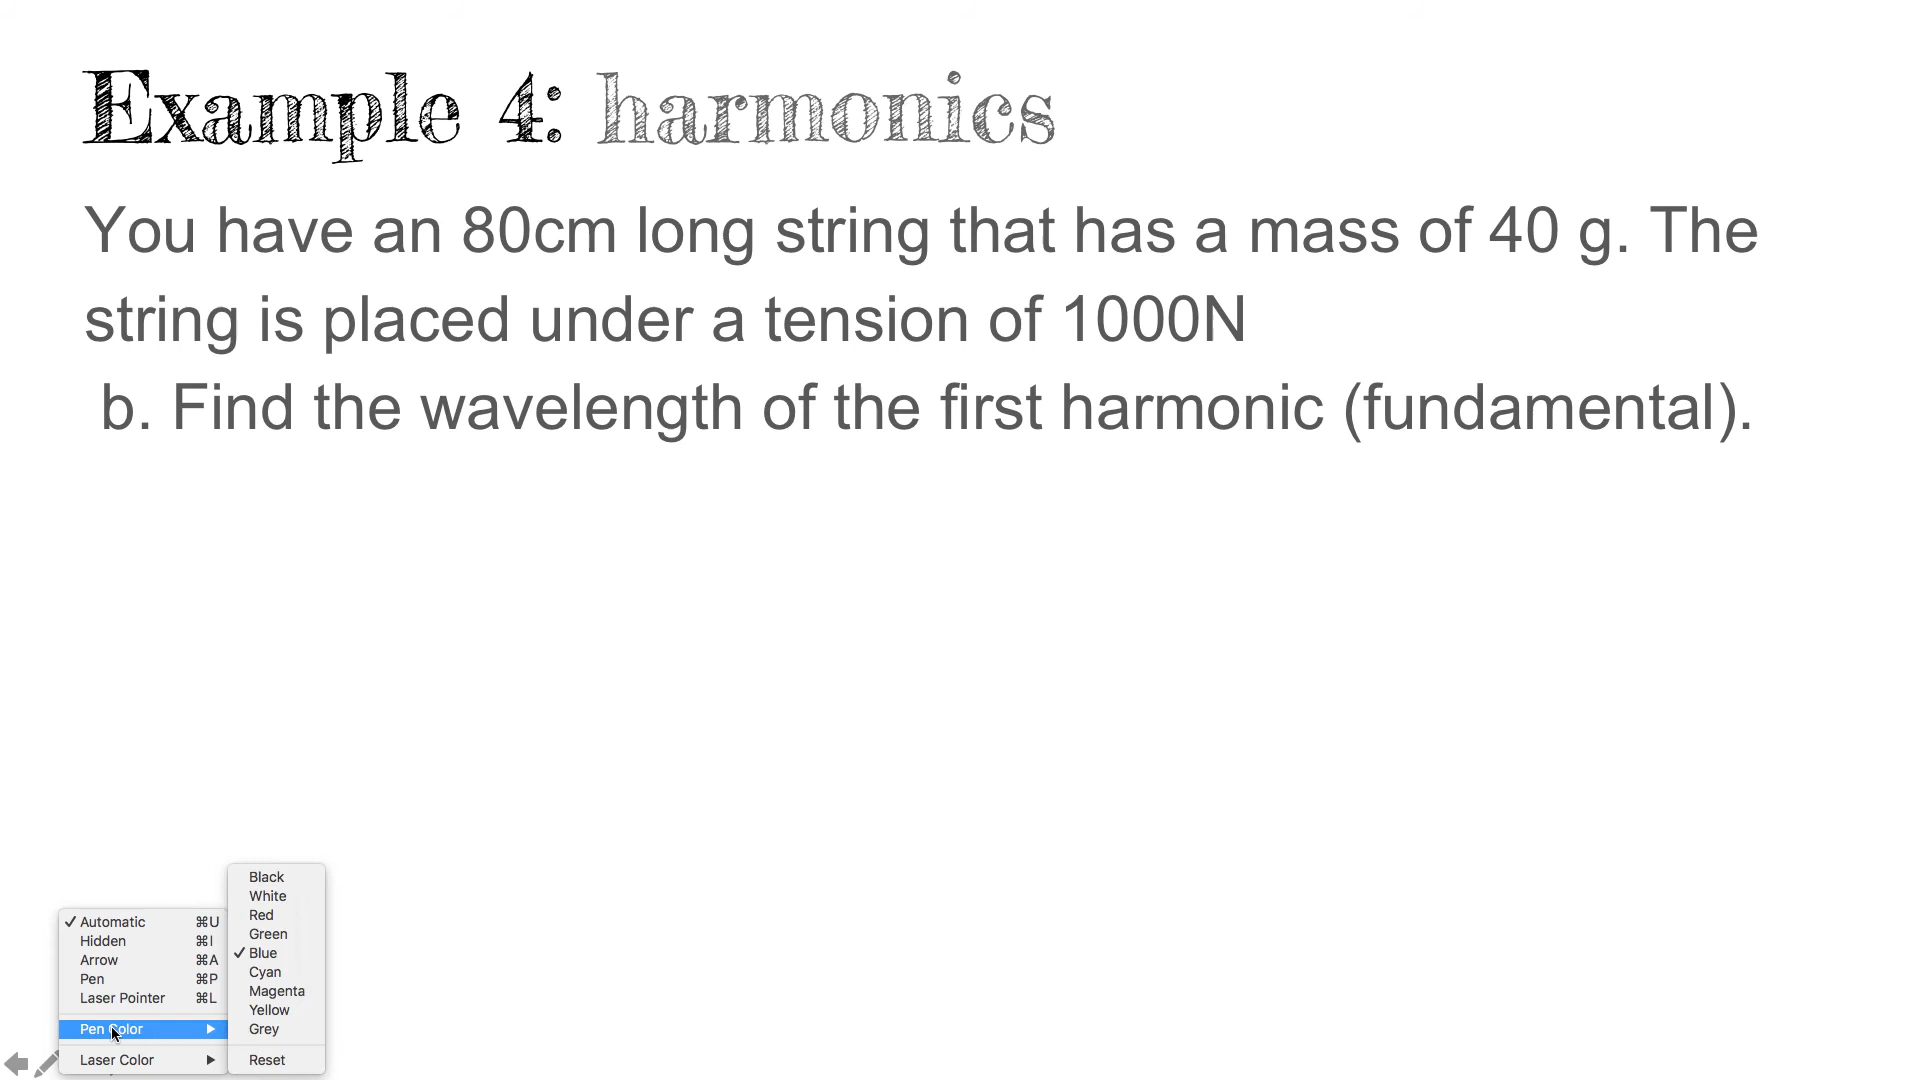 Example 4: harmonics
You have an 80cm long string that has a mass of 40 g. The
string is placed under a tension of 1000N
b. Find the wavelength of the first harmonic (fundamental).
✓ Automatic ⌘U
Hidden ⌘I
Arrow ⌘A
Pen ⌘P
Laser Pointer ⌘L
Pen Color ▶
Laser Color ▶
Black
White
Red
Green
✓ Blue
Cyan
Magenta
Yellow
Grey
Reset